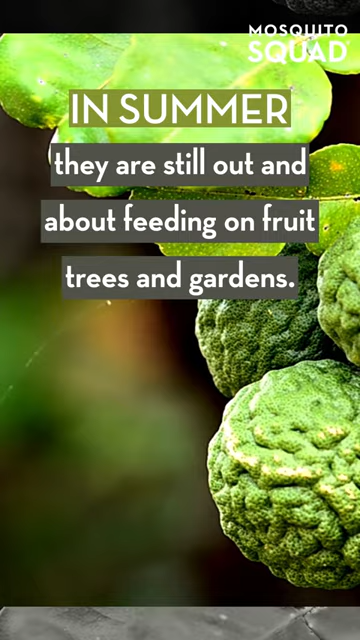 MOSQUITO
SQUAD
IN SUMMER
they are still out and
about feeding on fruit
trees and gardens.